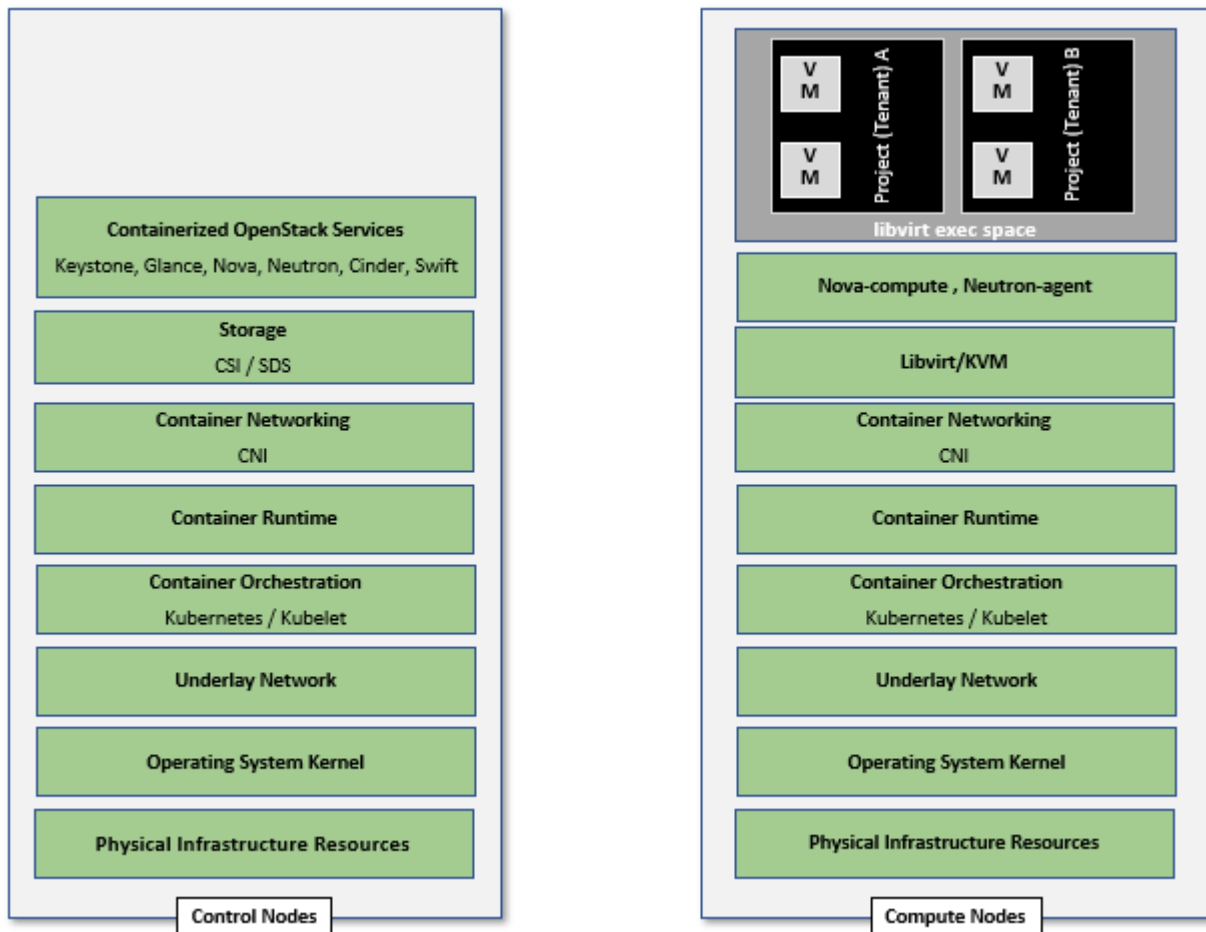 Containerized OpenStack Services
Keystone, Glance, Nova, Neutron, Cinder, Swift
Storage
CSI / SDS
Container Networking
CNI
Container Runtime
Container Orchestration
Kubernetes / Kubelet
Underlay Network
Operating System Kernel
Physical Infrastructure Resources
Control Nodes
V
M
V
M
Project (Tenant) A
V
M
V
M
Project (Tenant) B
libvirt exec space
Nova-compute , Neutron-agent
Libvirt/KVM
Container Networking
CNI
Container Runtime
Container Orchestration
Kubernetes / Kubelet
Underlay Network
Operating System Kernel
Physical Infrastructure Resources
Compute Nodes